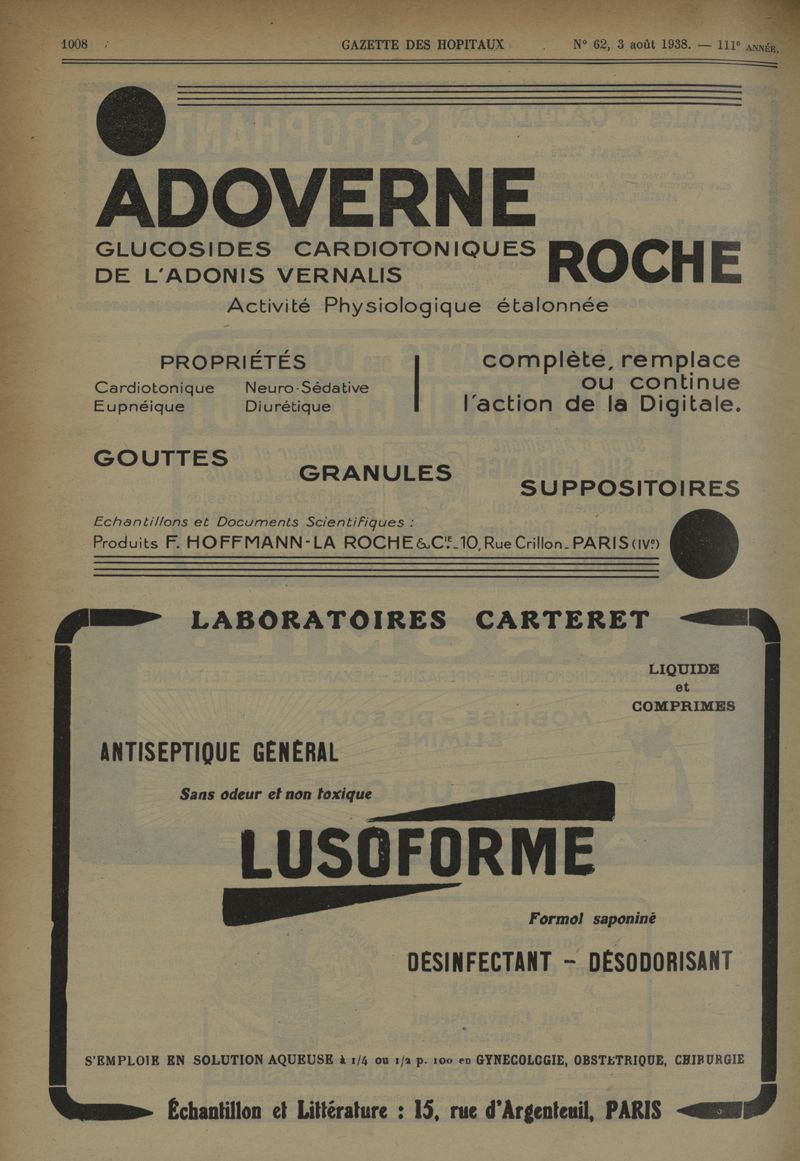 1008
GAZETTE DES HOPITAUX
N° 62, 3 août 1938. — 111e ANNÉE.
ADOVERNE
GLUCOSIDES CARDIOTONIQUES
DE L'ADONIS VERNALIS
ROCHE
Activité Physiologique étalonnée
PROPRIÉTÉS
Cardiotonique Neuro-Sédative
Eupnéique Diurétique
complète, remplace
ou continue
l'action de la Digitale.
GOUTTES
GRANULES
SUPPOSITOIRES
Echantillons et Documents Scientifiques :
Produits F. HOFFMANN-LA ROCHE & CIE_10, Rue Crillon_PARIS (IVe)
LABORATOIRES CARTERET
LIQUIDE
et
COMPRIMES
ANTISEPTIQUE GÉNÉRAL
Sans odeur et non toxique
LUSOFORME
Formol saponiné
DÉSINFECTANT - DÉSODORISANT
S'EMPLOIE EN SOLUTION AQUEUSE à 1/4 ou 1/2 p. 100 en GYNECOLOGIE, OBSTETRIQUE, CHIRURGIE
Échantillon et Littérature : 15, rue d'Argenteuil, PARIS